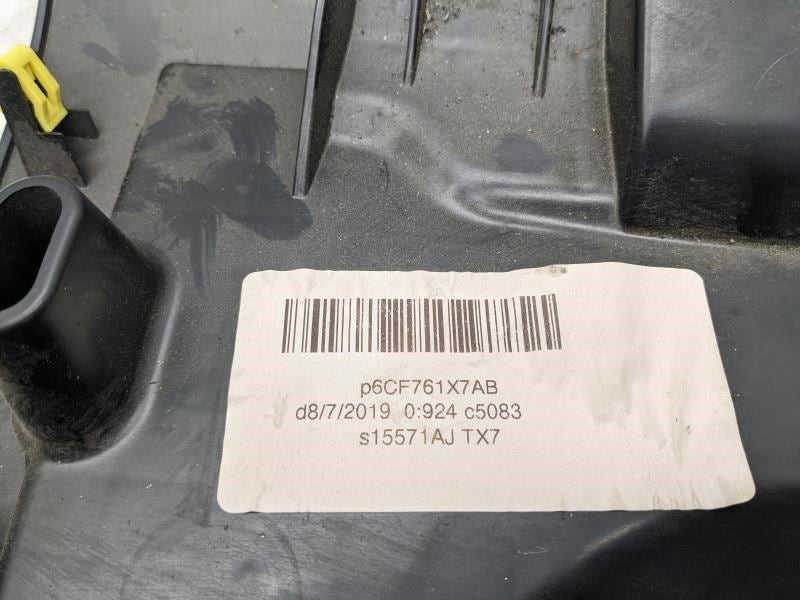 p6CF761X7AB
d8/7/2019 0:924 c5083
s15571AJ TX7